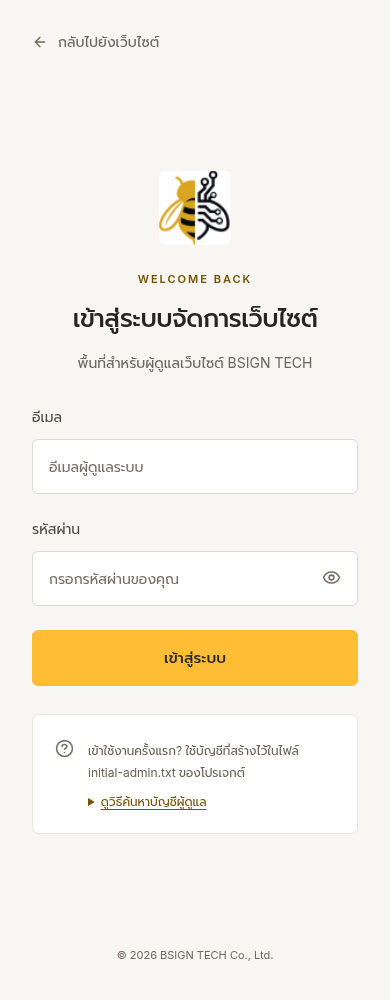 กลับไปยังเว็บไซต์
WELCOME BACK
เข้าสู่ระบบจัดการเว็บไซต์
พื้นที่สำหรับผู้ดูแลเว็บไซต์ BSIGN TECH
อีเมล
อีเมลผู้ดูแลระบบ
รหัสผ่าน
กรอกรหัสผ่านของคุณ
เข้าสู่ระบบ
เข้าใช้งานครั้งแรก? ใช้บัญชีที่สร้างไว้ในไฟล์
initial-admin.txt ของโปรเจกต์
ดูวิธีค้นหาบัญชีผู้ดูแล
© 2026 BSIGN TECH Co., Ltd.